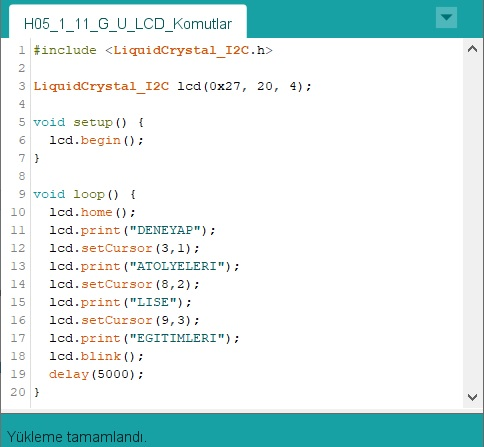 H05_1_11_G_U_LCD_Komutlar
1 #include <LiquidCrystal_I2C.h>
2
3 LiquidCrystal_I2C lcd(0x27, 20, 4);
4
5 void setup() {
6   lcd.begin();
7 }
8
9 void loop() {
10   lcd.home();
11   lcd.print("DENEYAP");
12   lcd.setCursor(3,1);
13   lcd.print("ATOLYELERI");
14   lcd.setCursor(8,2);
15   lcd.print("LISE");
16   lcd.setCursor(9,3);
17   lcd.print("EGITIMLERI");
18   lcd.blink();
19   delay(5000);
20 }
Yükleme tamamlandı.